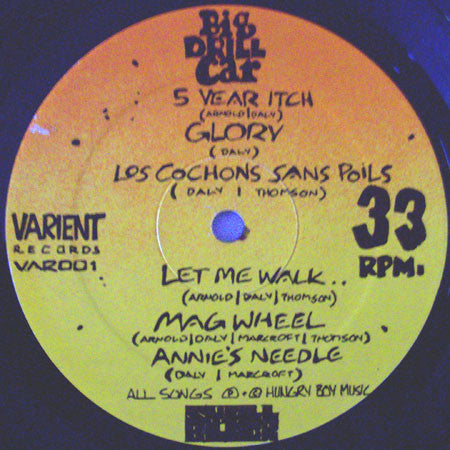 Big
DRILL
Car
5 YEAR ITCH
(ARNOLD | DALY)
GLORY
( DALY )
LOS COCHONS SANS POILS
( DALY | THOMSON)
VARIENT
RECORDS
VAR001
33
RPM.
LET ME WALK..
(ARNOLD | DALY | THOMSON)
MAG WHEEL
(ARNOLD | DALY | MARCROFT | THOMSON)
ANNIE'S NEEDLE
(DALY | MARCROFT)
ALL SONGS ℗ + © HUNGRY BOY MUSIC